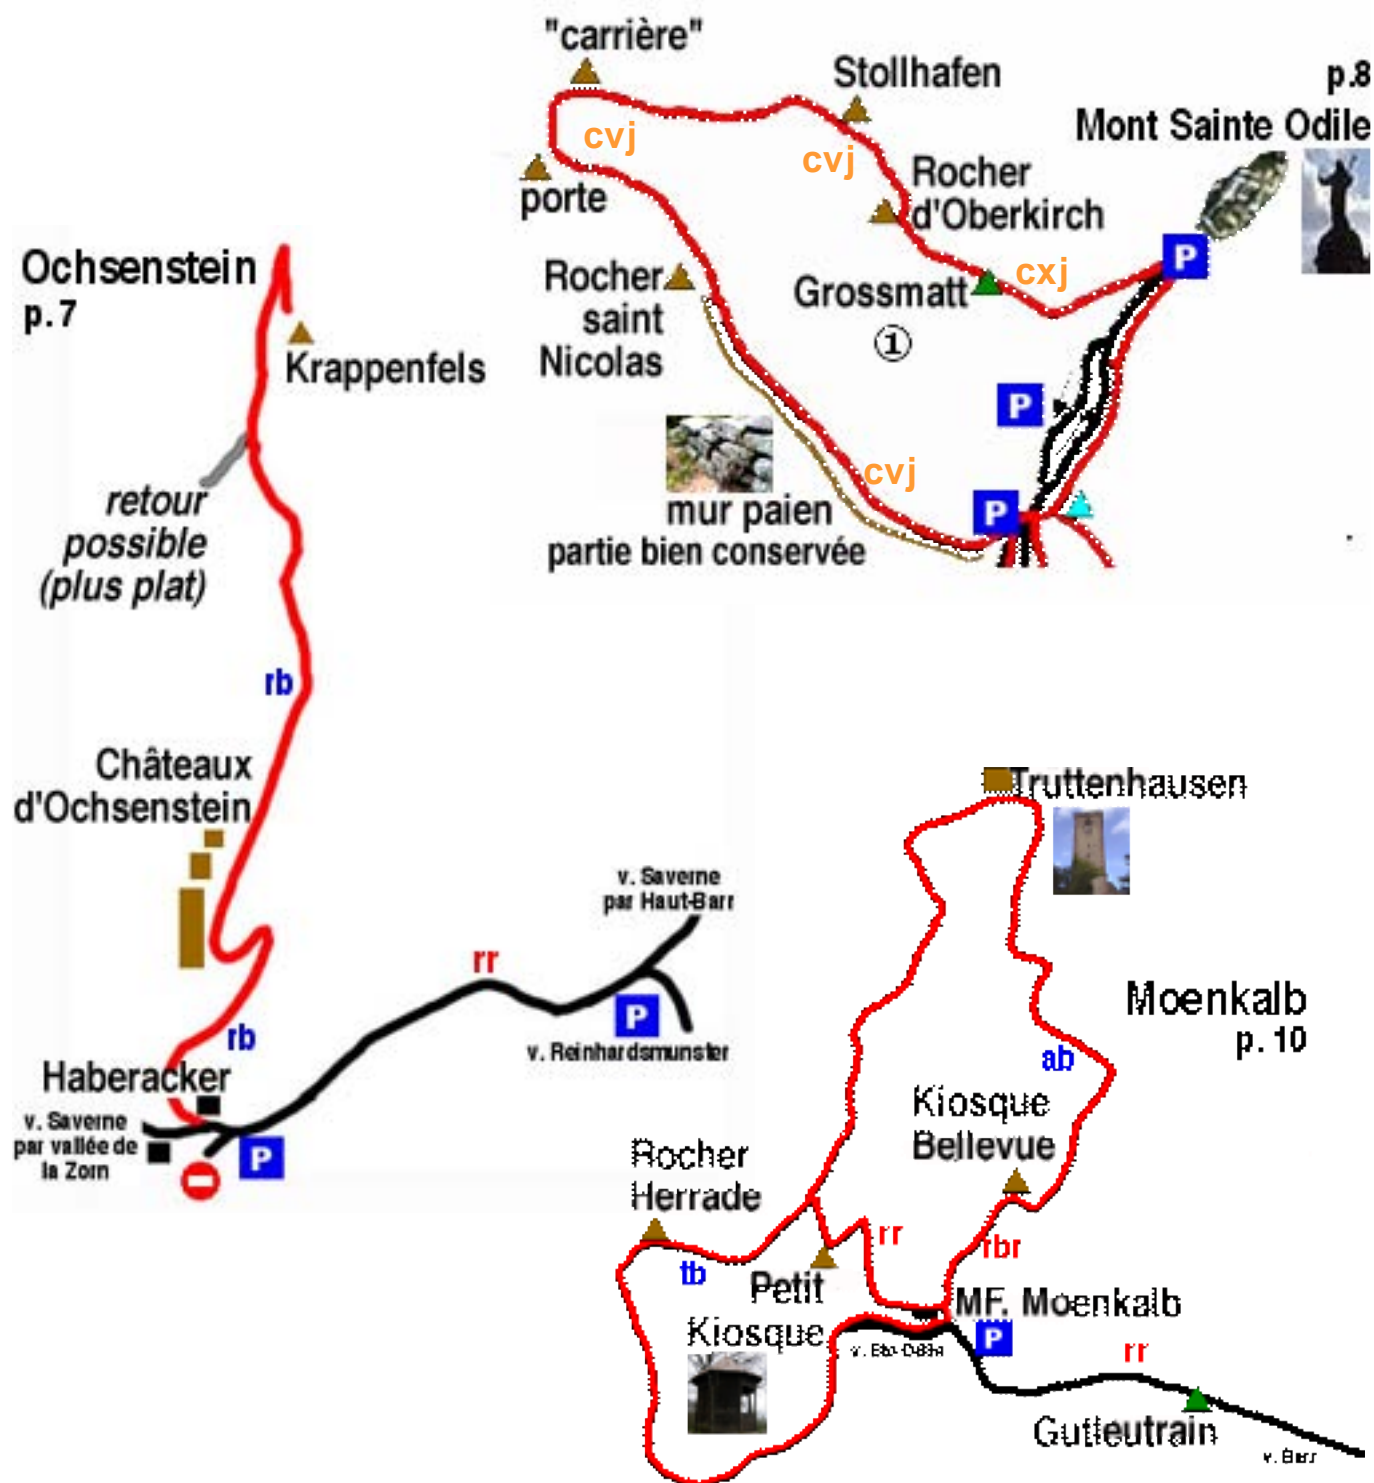 "carrière"
Stollhafen
p.8
Mont Sainte Odile
cvj
cvj
Rocher
d'Oberkirch
porte
P
cxj
Rocher
saint
Nicolas
Grossmatt
①
P
cvj
P
mur paien
partie bien conservée
Ochsenstein
p.7
Krappenfels
retour
possible
(plus plat)
rb
Châteaux
d'Ochsenstein
v. Saverne
par Haut-Barr
rr
P
v. Reinhardsmunster
rb
Haberacker
v. Saverne
par vallée de
la Zorn
P
Truttenhausen
Moenkalb
p. 10
ab
Kiosque
Bellevue
Rocher
Herrade
rr
rbr
tb
Petit
Kiosque
MF. Moenkalb
P
rr
Gutleutrain
v. Barr